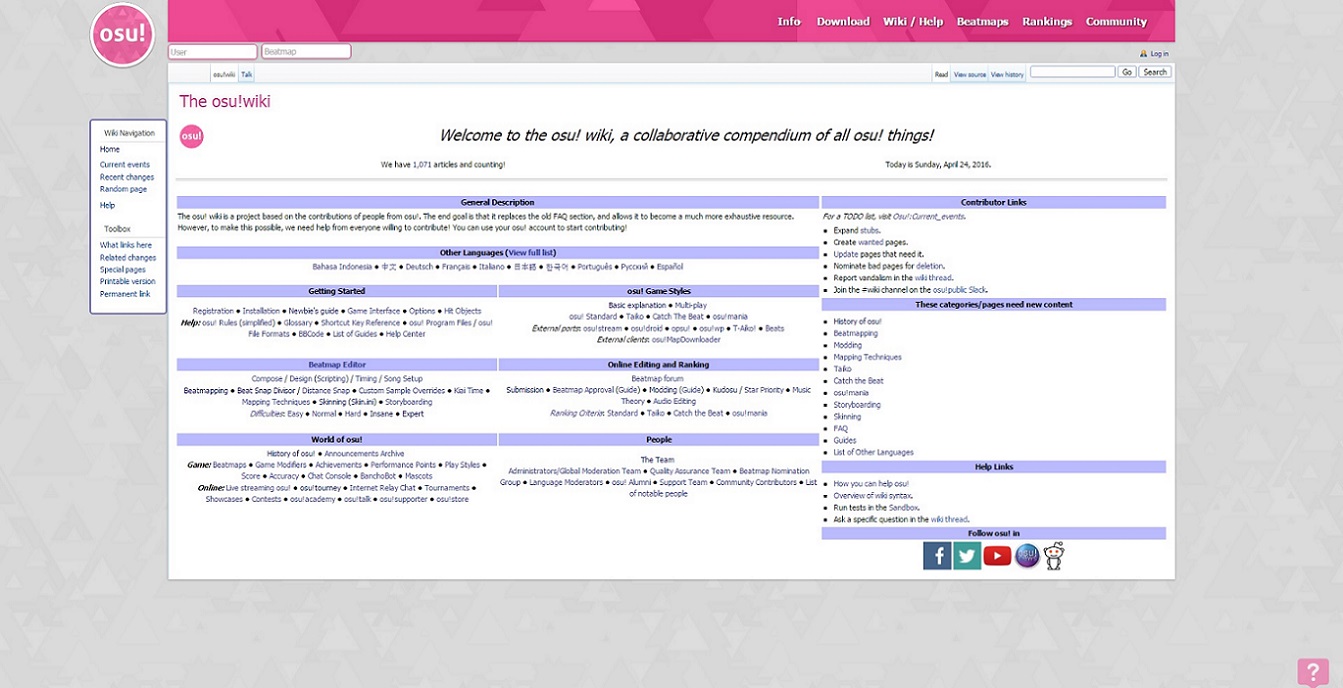 osu!
Info Download Wiki / Help Beatmaps Rankings Community
User Beatmap
Log in
osu!wiki Talk
Read View source View history Go Search
The osu!wiki
osu!
Welcome to the osu! wiki, a collaborative compendium of all osu! things!
We have 1,071 articles and counting!
Today is Sunday, April 24, 2016.
Wiki Navigation
Home
Current events
Recent changes
Random page
Help
Toolbox
What links here
Related changes
Special pages
Printable version
Permanent link
General Description
The osu! wiki is a project based on the contributions of people from osu!. The end goal is that it replaces the old FAQ section, and allows it to become a much more exhaustive resource.
However, to make this possible, we need help from everyone willing to contribute! You can use your osu! account to start contributing!
Other Languages (View full list)
Bahasa Indonesia ● 中文 ● Deutsch ● Français ● Italiano ● 日本語 ● 한국어 ● Português ● Русский ● Español
Getting Started
Registration ● Installation ● Newbie's guide ● Game Interface ● Options ● Hit Objects
Help: osu! Rules (simplified) ● Glossary ● Shortcut Key Reference ● osu! Program Files / osu!
File Formats ● BBCode ● List of Guides ● Help Center
osu! Game Styles
Basic explanation ● Multi-play
osu! Standard ● Taiko ● Catch The Beat ● osu!mania
External ports: osu!stream ● osu!droid ● opsu! ● osu!wp ● T-Aiko! ● Beats
External clients: osu!MapDownloader
Beatmap Editor
Compose / Design (Scripting) / Timing / Song Setup
Beatmapping ● Beat Snap Divisor / Distance Snap ● Custom Sample Overrides ● Kiai Time ●
Mapping Techniques ● Skinning (Skin.ini) ● Storyboarding
Difficulties: Easy ● Normal ● Hard ● Insane ● Expert
Online Editing and Ranking
Beatmap forum
Submission ● Beatmap Approval (Guide) ● Modding (Guide) ● Kudosu / Star Priority ● Music
Theory ● Audio Editing
Ranking Criteria: Standard ● Taiko ● Catch the Beat ● osu!mania
World of osu!
History of osu! ● Announcements Archive
Game: Beatmaps ● Game Modifiers ● Achievements ● Performance Points ● Play Styles ●
Score ● Accuracy ● Chat Console ● BanchoBot ● Mascots
Online: Live streaming osu! ● osu!tourney ● Internet Relay Chat ● Tournaments ●
Showcases ● Contests ● osu!academy ● osu!talk ● osu!supporter ● osu!store
People
The Team
Administrators/Global Moderation Team ● Quality Assurance Team ● Beatmap Nomination
Group ● Language Moderators ● osu! Alumni ● Support Team ● Community Contributors ● List
of notable people
Contributor Links
For a TODO list, visit Osu!:Current_events.
Expand stubs.
Create wanted pages.
Update pages that need it.
Nominate bad pages for deletion.
Report vandalism in the wiki thread.
Join the #wiki channel on the osu!public Slack.
These categories/pages need new content
History of osu!
Beatmapping
Modding
Mapping Techniques
Taiko
Catch the Beat
osu!mania
Storyboarding
Skinning
FAQ
Guides
List of Other Languages
Help Links
How you can help osu!
Overview of wiki syntax.
Run tests in the Sandbox.
Ask a specific question in the wiki thread.
Follow osu! in
f
osu!
?